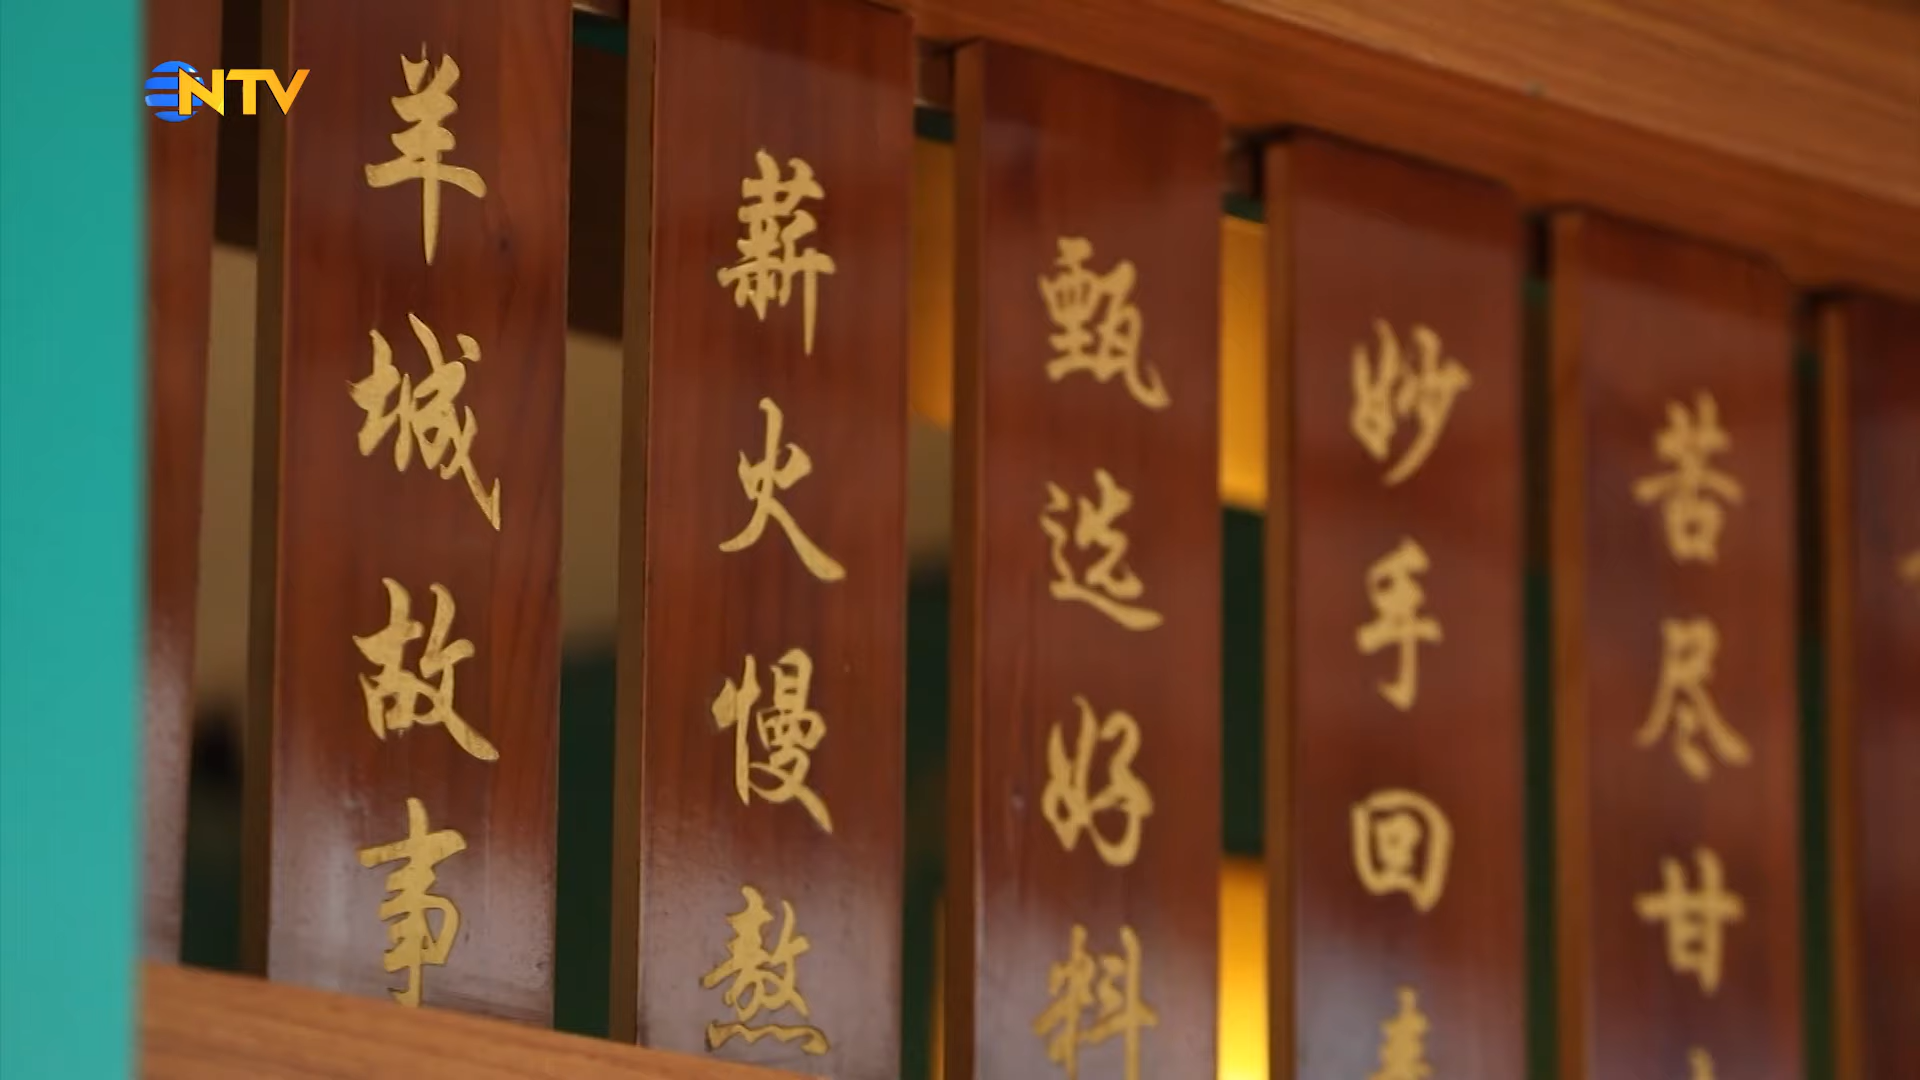 NTV
羊城故事
薪火慢熬
甄选好料
妙手回
苦尽甘